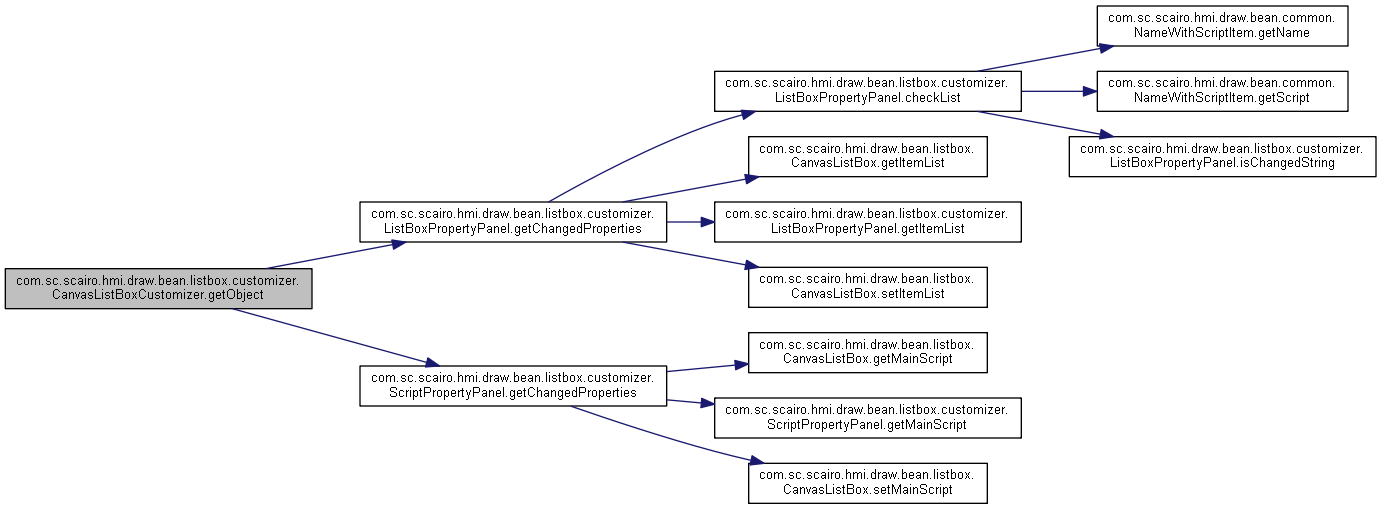 com.sc.scairo.hmi.draw.bean.common.
NameWithScriptItem.getName
com.sc.scairo.hmi.draw.bean.listbox.customizer.
ListBoxPropertyPanel.checkList
com.sc.scairo.hmi.draw.bean.common.
NameWithScriptItem.getScript
com.sc.scairo.hmi.draw.bean.listbox.
CanvasListBox.getItemList
com.sc.scairo.hmi.draw.bean.listbox.customizer.
ListBoxPropertyPanel.isChangedString
com.sc.scairo.hmi.draw.bean.listbox.customizer.
ListBoxPropertyPanel.getChangedProperties
com.sc.scairo.hmi.draw.bean.listbox.customizer.
ListBoxPropertyPanel.getItemList
com.sc.scairo.hmi.draw.bean.listbox.customizer.
CanvasListBoxCustomizer.getObject
com.sc.scairo.hmi.draw.bean.listbox.
CanvasListBox.setItemList
com.sc.scairo.hmi.draw.bean.listbox.
CanvasListBox.getMainScript
com.sc.scairo.hmi.draw.bean.listbox.customizer.
ScriptPropertyPanel.getChangedProperties
com.sc.scairo.hmi.draw.bean.listbox.customizer.
ScriptPropertyPanel.getMainScript
com.sc.scairo.hmi.draw.bean.listbox.
CanvasListBox.setMainScript